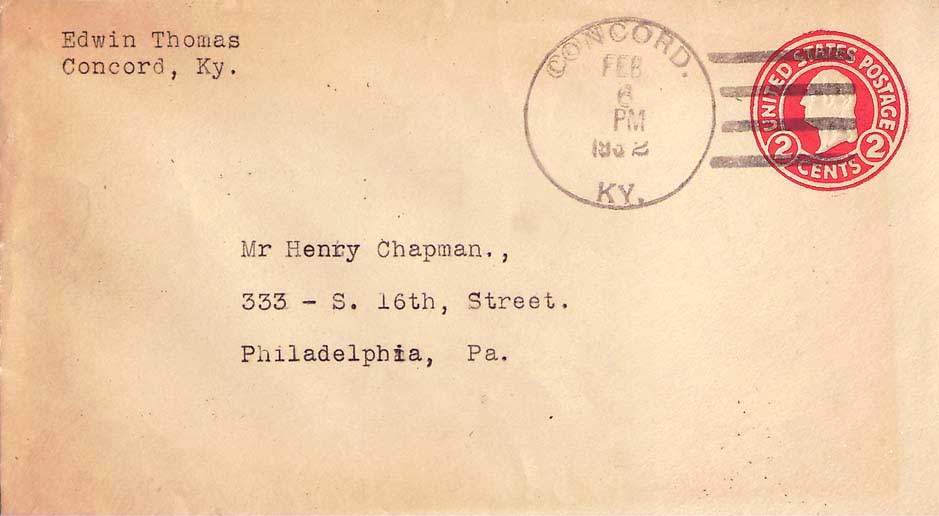 Edwin Thomas
Concord, Ky.
CONCORD.
FEB
6
PM
1932
KY.
UNITED STATES POSTAGE
2 CENTS 2
Mr Henry Chapman.,
333 - S. 16th, Street.
Philadelphia, Pa.